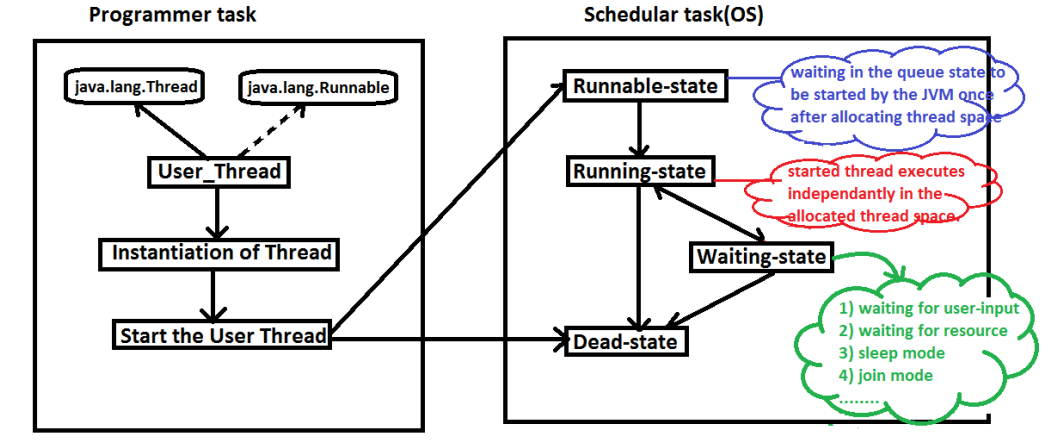 Programmer task
Schedular task(OS)
java.lang.Thread
java.lang.Runnable
User_Thread
Instantiation of Thread
Start the User Thread
Runnable-state
waiting in the queue state to
be started by the JVM once
after allocating thread space
Running-state
started thread executes
independantly in the
allocated thread space.
Waiting-state
1) waiting for user-input
2) waiting for resource
3) sleep mode
4) join mode
........
Dead-state